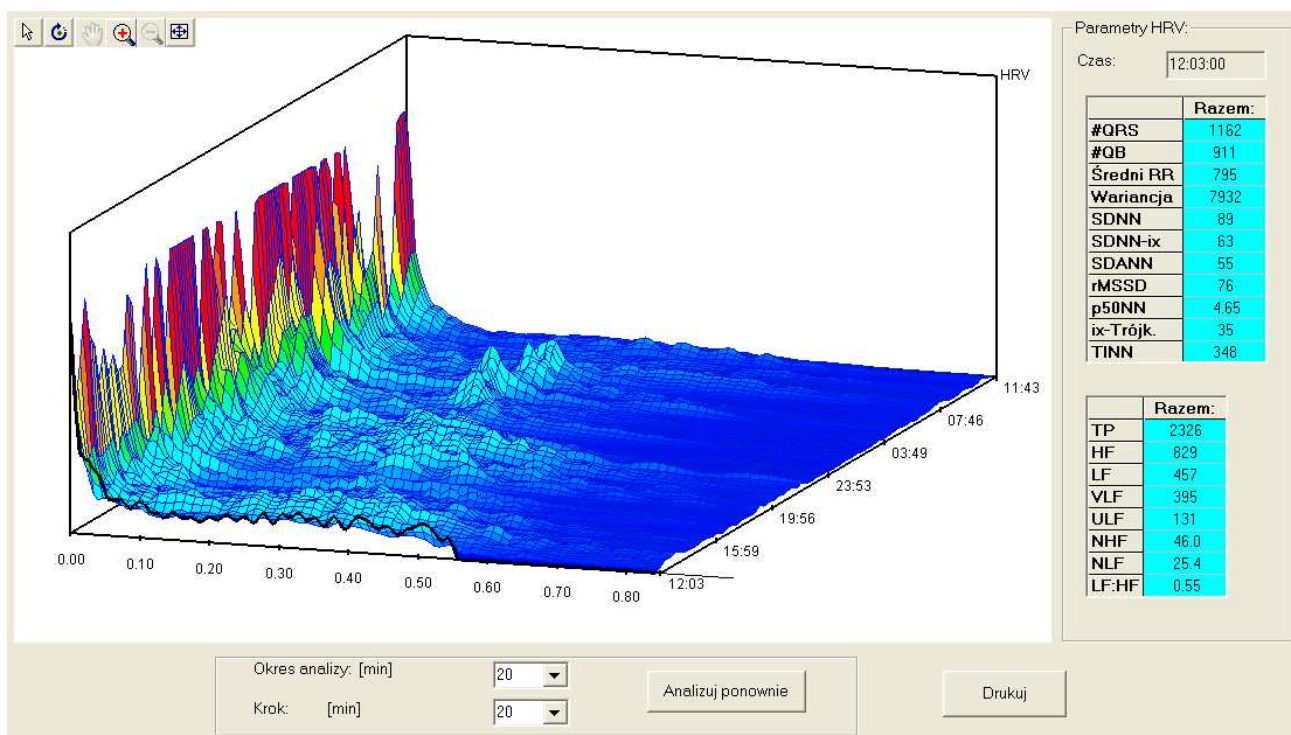 HRV
11:43
07:46
03:49
23:53
19:56
15:59
12:03
0.00 0.10 0.20 0.30 0.40 0.50 0.60 0.70 0.80
Parametry HRV:
Czas: 12:03:00
Razem:
#QRS 1162
#QB 911
Średni RR 795
Wariancja 7932
SDNN 89
SDNN-ix 63
SDANN 55
rMSSD 76
p50NN 4.65
ix-Trójk. 35
TINN 348
Razem:
TP 2326
HF 829
LF 457
VLF 395
ULF 131
NHF 46.0
NLF 25.4
LF:HF 0.55
Okres analizy: [min] 20
Krok: [min] 20
Analizuj ponownie
Drukuj